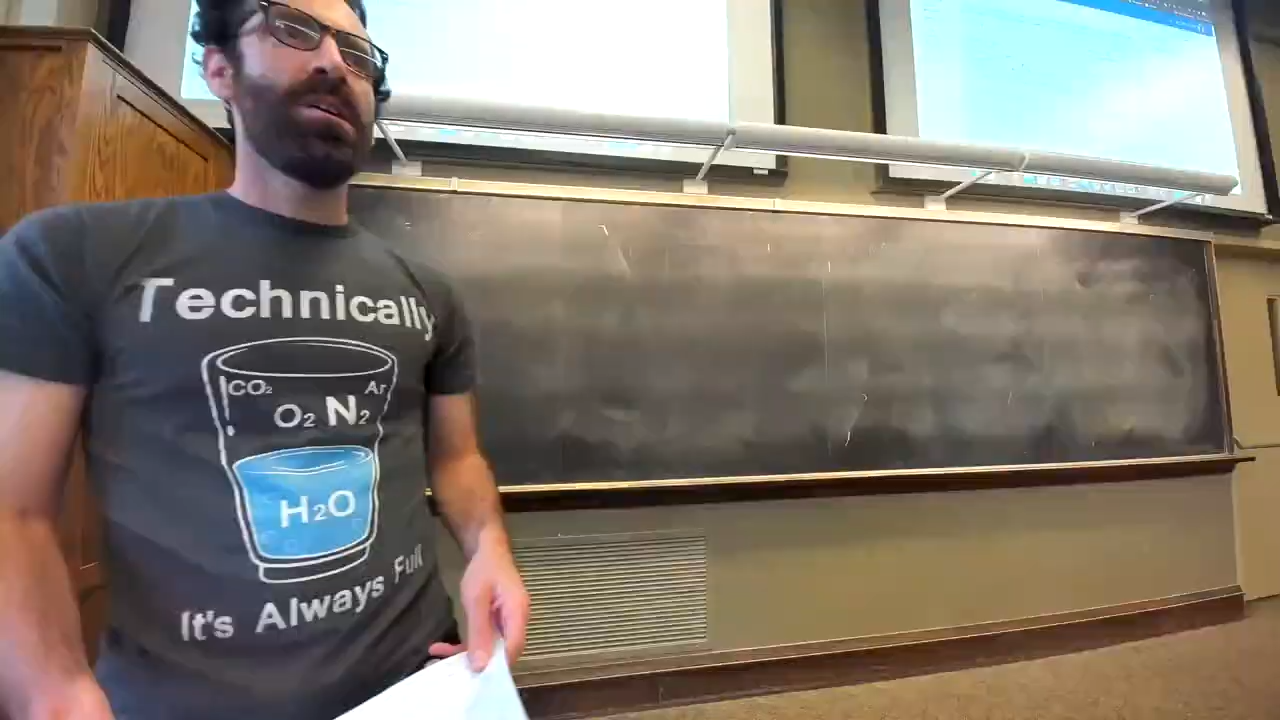 Technically
CO₂ Ar
O₂ N₂
H₂O
It's Always Full